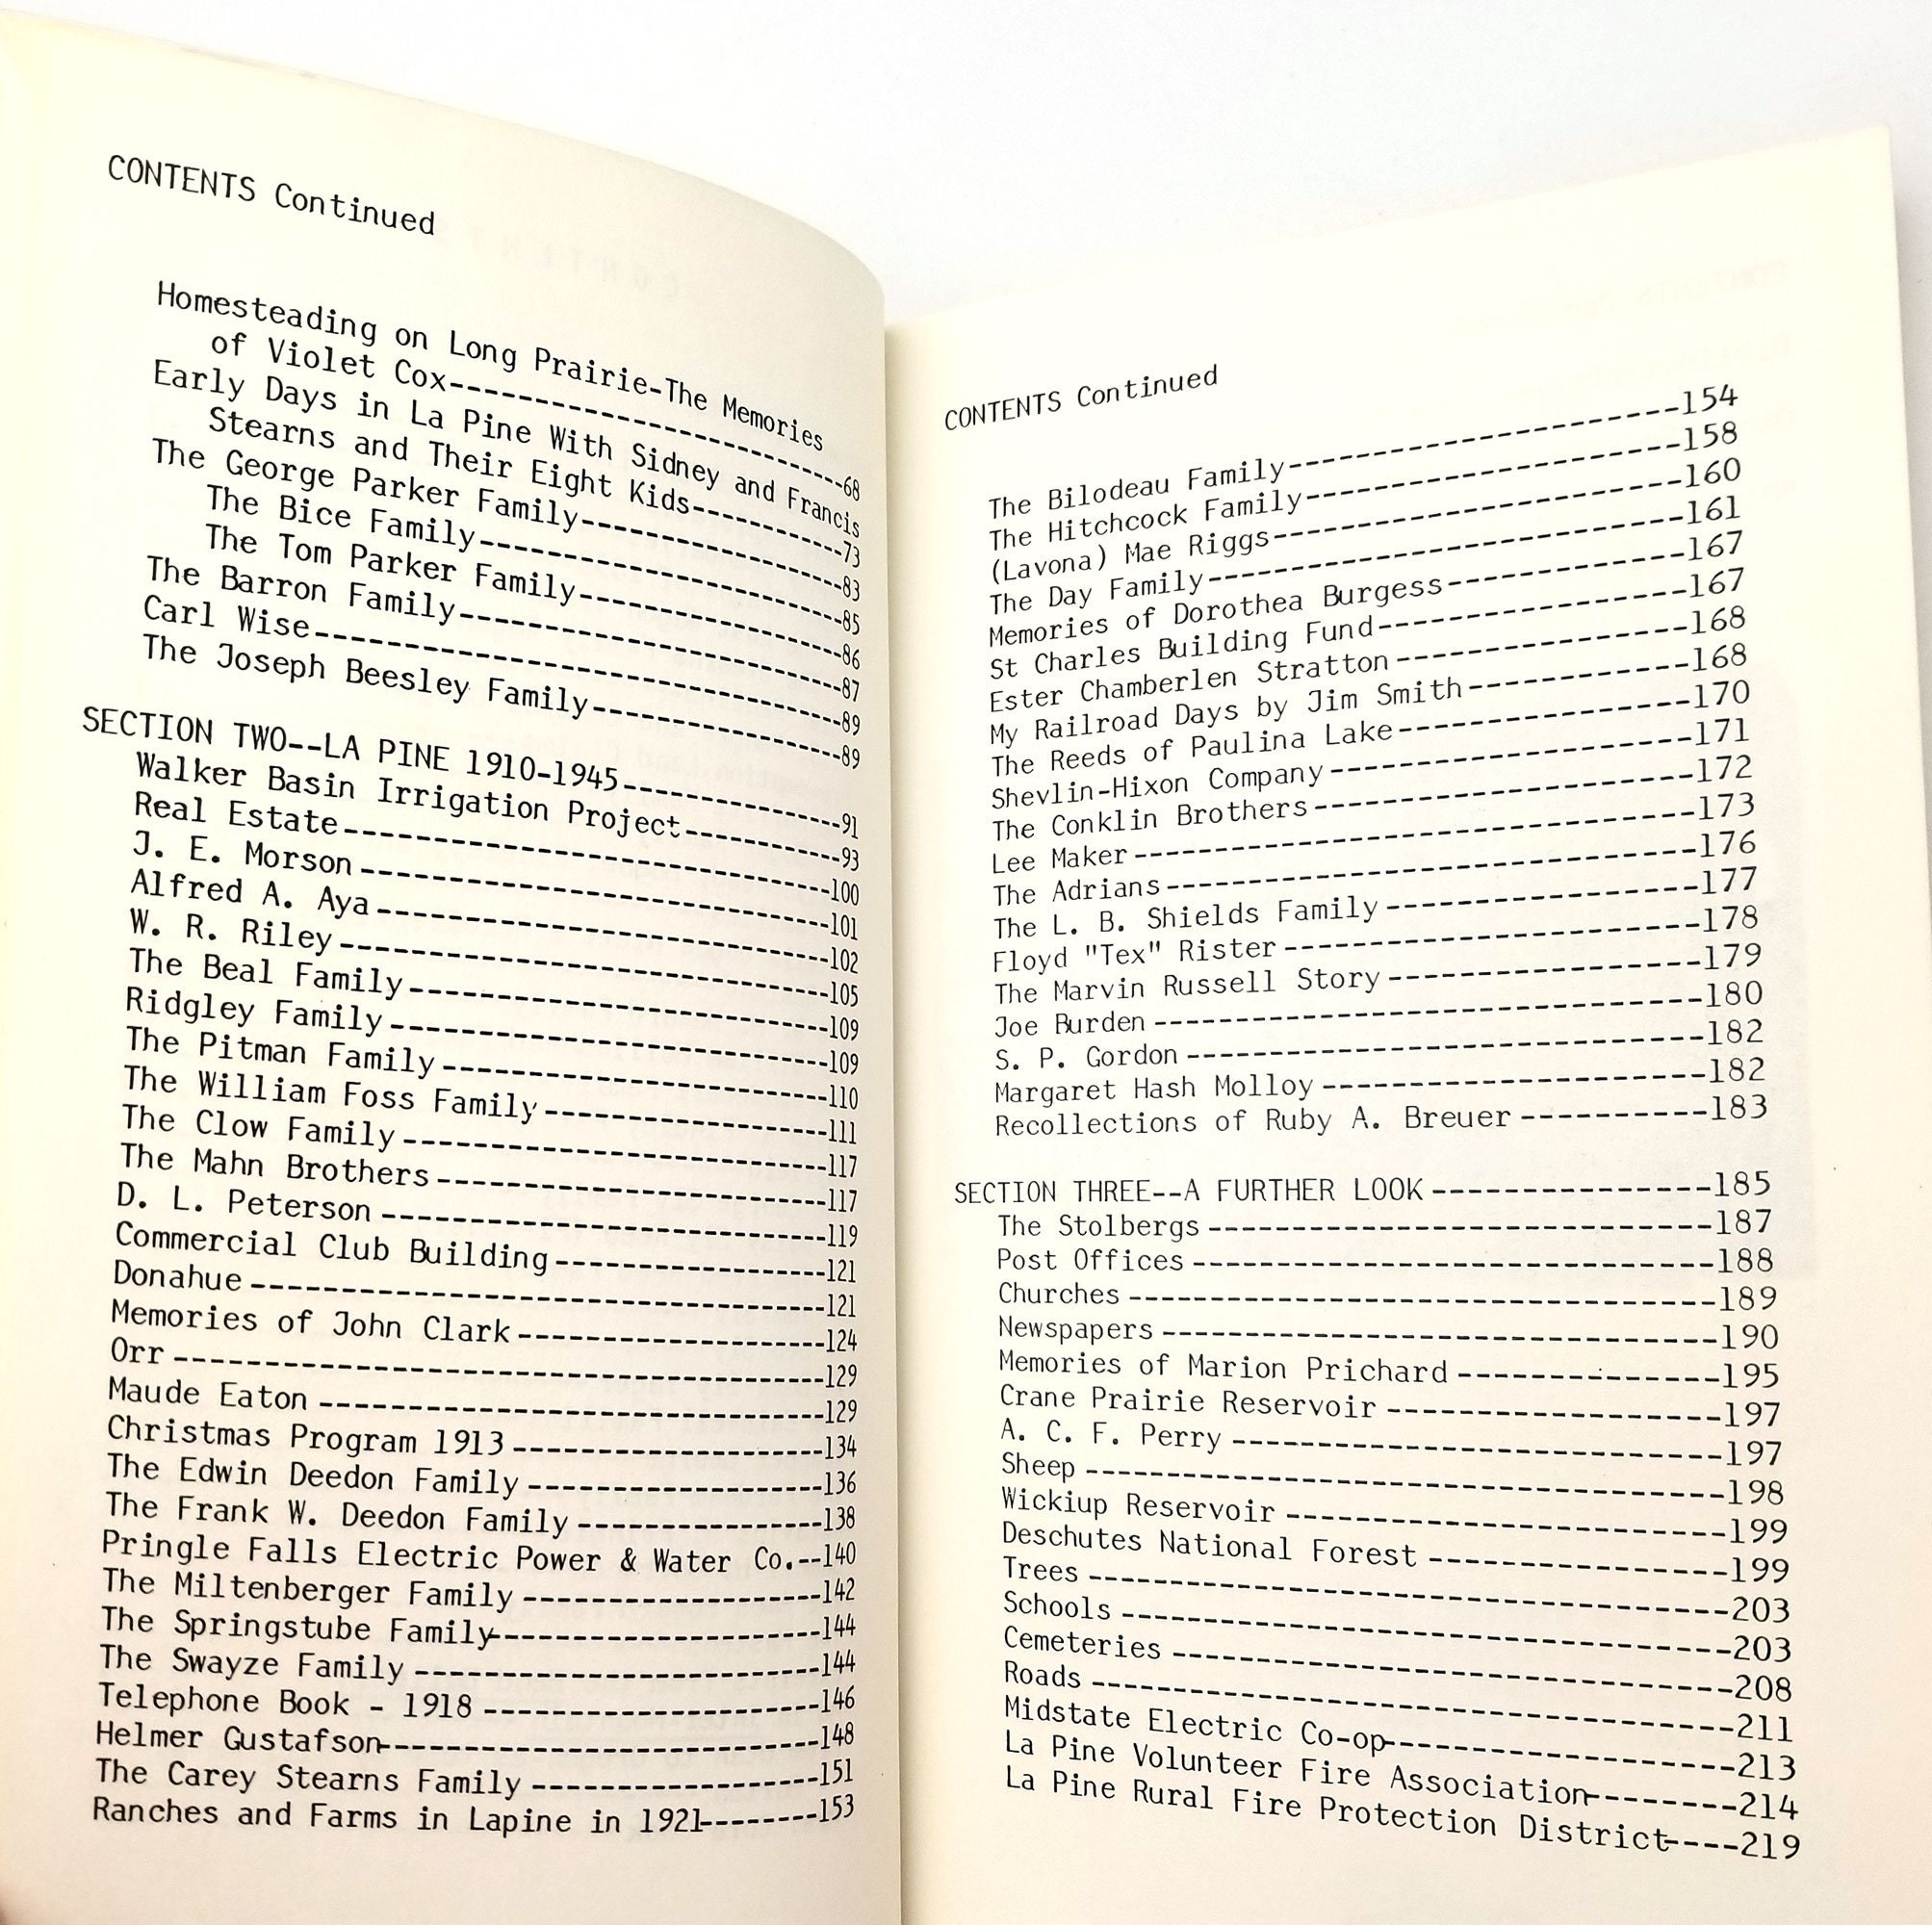 CONTENTS Continued
Homesteading on Long Prairie-The Memories
of Violet Cox--------------------------68
Early Days in La Pine With Sidney and Francis
Stearns and Their Eight Kids----------73
The George Parker Family------------------83
The Bice Family------------------------85
The Tom Parker Family------------------86
The Barron Family-------------------------87
Carl Wise---------------------------------89
The Joseph Beesley Family-----------------89
SECTION TWO--LA PINE 1910-1945---------------91
Walker Basin Irrigation Project-----------93
Real Estate------------------------------100
J. E. Morson-----------------------------101
Alfred A. Aya----------------------------102
W. R. Riley------------------------------105
The Beal Family--------------------------109
Ridgley Family---------------------------109
The Pitman Family------------------------110
The William Foss Family------------------111
The Clow Family--------------------------117
The Mahn Brothers------------------------117
D. L. Peterson---------------------------119
Commercial Club Building-----------------121
Donahue----------------------------------121
Memories of John Clark-------------------124
Orr--------------------------------------129
Maude Eaton------------------------------129
Christmas Program 1913-------------------134
The Edwin Deedon Family------------------136
The Frank W. Deedon Family---------------138
Pringle Falls Electric Power & Water Co.--140
The Miltenberger Family------------------142
The Springstube Family-------------------144
The Swayze Family------------------------144
Telephone Book - 1918--------------------146
Helmer Gustafson-------------------------148
The Carey Stearns Family-----------------151
Ranches and Farms in Lapine in 1921--------153
CONTENTS Continued
The Bilodeau Family----------------------154
The Hitchcock Family---------------------158
(Lavona) Mae Riggs-----------------------160
The Day Family---------------------------161
Memories of Dorothea Burgess-------------167
St Charles Building Fund-----------------167
Ester Chamberlen Stratton----------------168
My Railroad Days by Jim Smith------------168
The Reeds of Paulina Lake----------------170
Shevlin-Hixon Company--------------------171
The Conklin Brothers---------------------172
Lee Maker--------------------------------173
The Adrians------------------------------176
The L. B. Shields Family-----------------177
Floyd "Tex" Rister-----------------------178
The Marvin Russell Story-----------------179
Joe Burden-------------------------------180
S. P. Gordon-----------------------------182
Margaret Hash Molloy---------------------182
Recollections of Ruby A. Breuer----------183
SECTION THREE--A FURTHER LOOK---------------185
The Stolbergs----------------------------187
Post Offices-----------------------------188
Churches---------------------------------189
Newspapers-------------------------------190
Memories of Marion Prichard--------------195
Crane Prairie Reservoir------------------197
A. C. F. Perry---------------------------197
Sheep------------------------------------198
Wickiup Reservoir------------------------199
Deschutes National Forest----------------199
Trees------------------------------------203
Schools----------------------------------203
Cemeteries-------------------------------208
Roads------------------------------------211
Midstate Electric Co-op------------------213
La Pine Volunteer Fire Association--------214
La Pine Rural Fire Protection District----219